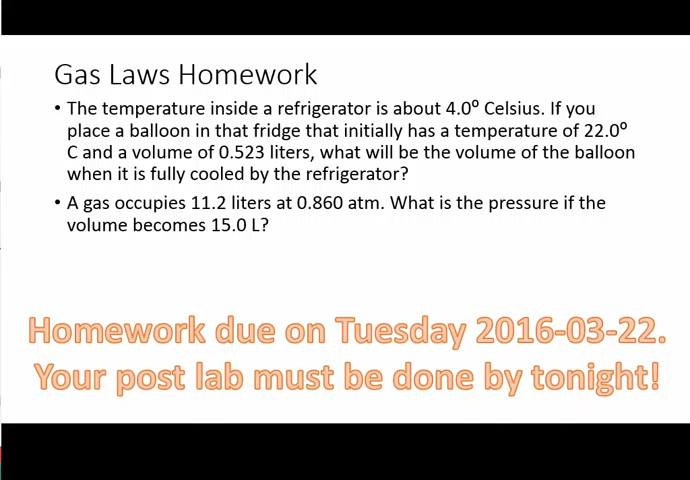 Gas Laws Homework
• The temperature inside a refrigerator is about 4.0º Celsius. If you
place a balloon in that fridge that initially has a temperature of 22.0º
C and a volume of 0.523 liters, what will be the volume of the balloon
when it is fully cooled by the refrigerator?
• A gas occupies 11.2 liters at 0.860 atm. What is the pressure if the
volume becomes 15.0 L?
Homework due on Tuesday 2016-03-22.
Your post lab must be done by tonight!